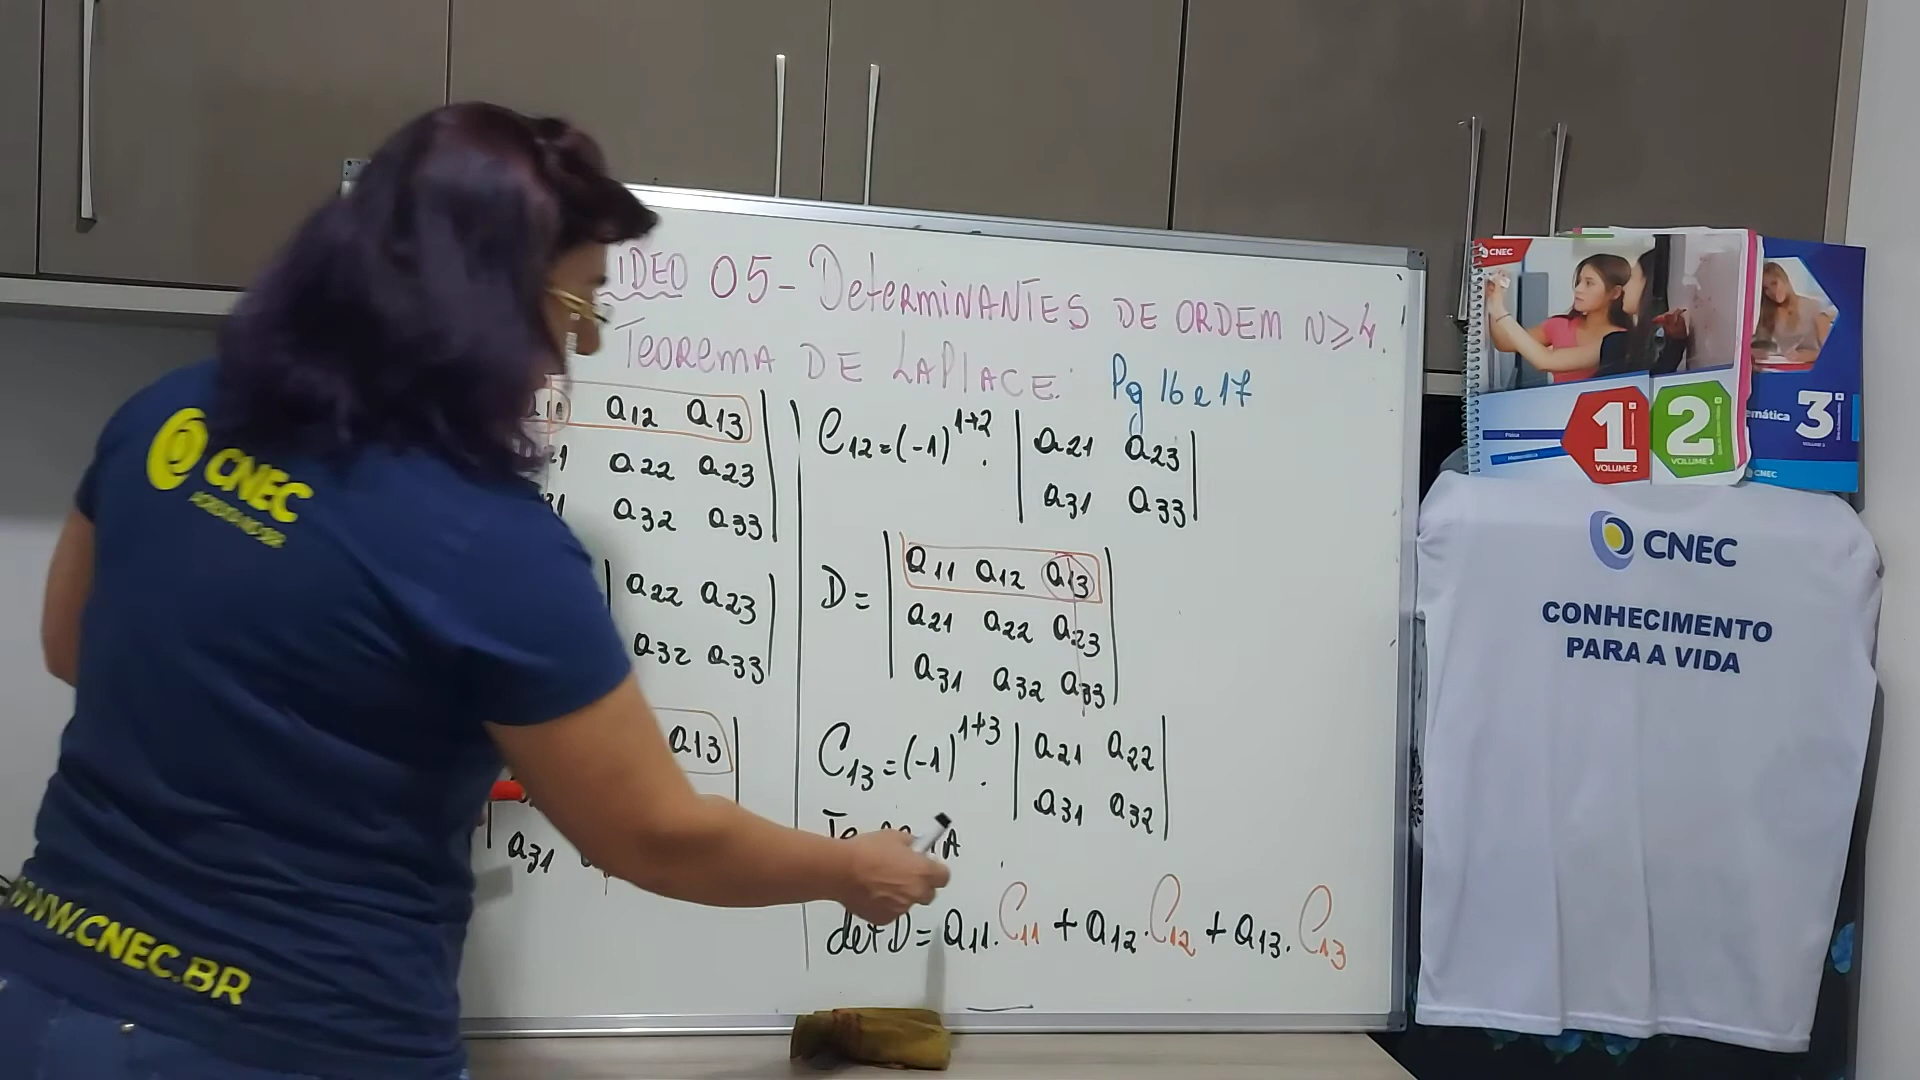 IDEO 05 - DETERMINANTES DE ORDEM N≥4.
TEOREMA DE LAPLACE: Pg 16 e 17
a12 a13
a22 a23
a32 a33
a22 a23
a32 a33
a13
a31
C12 = (-1)^1+2 . | a21 a23 |
| a31 a33 |
D = | a11 a12 a13 |
| a21 a22 a23 |
| a31 a32 a33 |
C13 = (-1)^1+3 . | a21 a22 |
| a31 a32 |
det D = a11 . C11 + a12 . C12 + a13 . C13
CNEC
WWW.CNEC.BR
CNEC
1
VOLUME 2
2
VOLUME 1
mática 3
CNEC
CNEC
CONHECIMENTO
PARA A VIDA